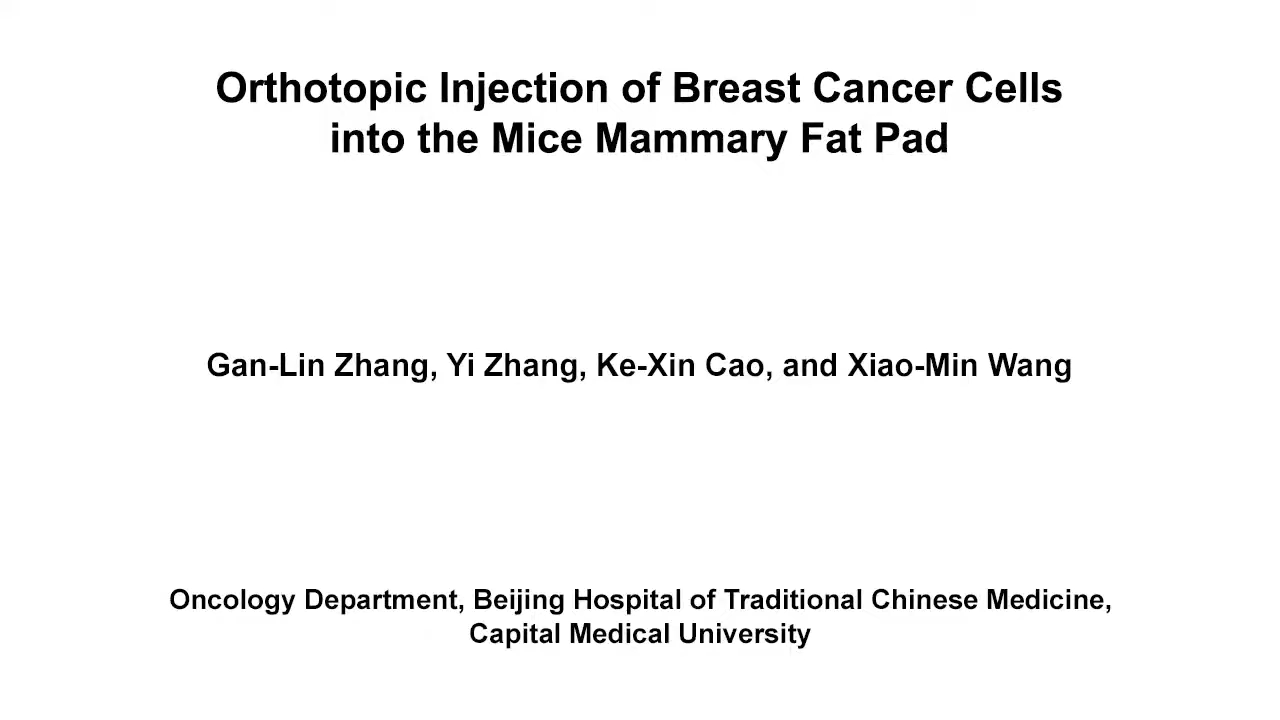 Orthotopic Injection of Breast Cancer Cells
into the Mice Mammary Fat Pad
Gan-Lin Zhang, Yi Zhang, Ke-Xin Cao, and Xiao-Min Wang
Oncology Department, Beijing Hospital of Traditional Chinese Medicine,
Capital Medical University